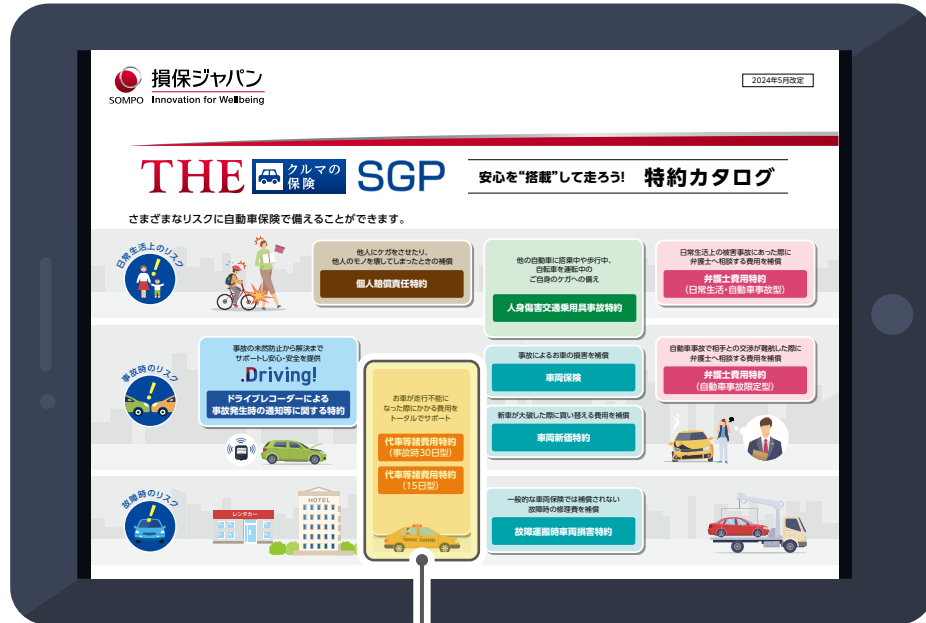 損保ジャパン
SOMPO Innovation for Wellbeing
2024年5月改定
THE クルマの保険 SGP
安心を“搭載”して走ろう! 特約カタログ
さまざまなリスクに自動車保険で備えることができます。
日常生活上のリスク
他人にケガをさせたり、
他人のモノを壊してしまったときの補償
個人賠償責任特約
他の自動車に搭乗中や歩行中、
自転車を運転中の
ご自身のケガへの備え
人身傷害交通乗用具事故特約
日常生活上の被害事故にあった際に
弁護士へ相談する費用を補償
弁護士費用特約
(日常生活・自動車事故型)
事故時のリスク
事故の未然防止から解決まで
サポートし安心・安全を提供
.Driving!
ドライブレコーダーによる
事故発生時の通知等に関する特約
お車が走行不能に
なった際にかかる費用を
トータルでサポート
代車等諸費用特約
(事故時30日型)
代車等諸費用特約
(15日型)
事故によるお車の損害を補償
車両保険
新車が大破した際に買い替える費用を補償
車両新価特約
自動車事故で相手との交渉が難航した際に
弁護士へ相談する費用を補償
弁護士費用特約
(自動車事故限定型)
故障時のリスク
レンタカー
HOTEL
一般的な車両保険では補償されない
故障時の修理費を補償
故障運搬時車両損害特約